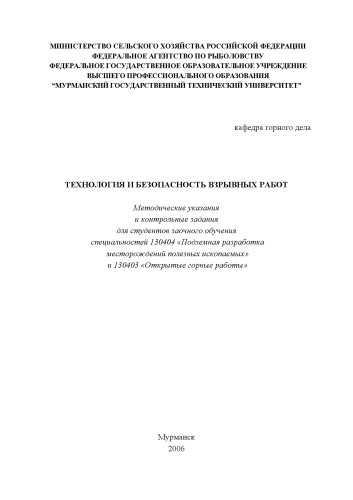 МИНИСТЕРСТВО СЕЛЬСКОГО ХОЗЯЙСТВА РОССИЙСКОЙ ФЕДЕРАЦИИ
ФЕДЕРАЛЬНОЕ АГЕНТСТВО ПО РЫБОЛОВСТВУ
ФЕДЕРАЛЬНОЕ ГОСУДАРСТВЕННОЕ ОБРАЗОВАТЕЛЬНОЕ УЧРЕЖДЕНИЕ
ВЫСШЕГО ПРОФЕССИОНАЛЬНОГО ОБРАЗОВАНИЯ
“МУРМАНСКИЙ ГОСУДАРСТВЕННЫЙ ТЕХНИЧЕСКИЙ УНИВЕРСИТЕТ”
кафедра горного дела
ТЕХНОЛОГИЯ И БЕЗОПАСНОСТЬ ВЗРЫВНЫХ РАБОТ
Методические указания
и контрольные задания
для студентов заочного обучения
специальностей 130404 «Подземная разработка
месторождений полезных ископаемых»
и 130403 «Открытые горные работы»
Мурманск
2006